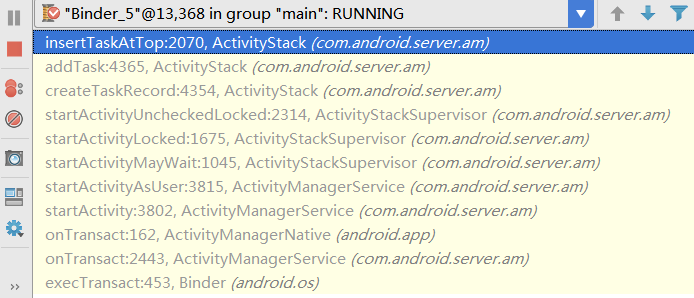 "Binder_5"@13,368 in group "main": RUNNING
insertTaskAtTop:2070, ActivityStack (com.android.server.am)
addTask:4365, ActivityStack (com.android.server.am)
createTaskRecord:4354, ActivityStack (com.android.server.am)
startActivityUncheckedLocked:2314, ActivityStackSupervisor (com.android.server.am)
startActivityLocked:1675, ActivityStackSupervisor (com.android.server.am)
startActivityMayWait:1045, ActivityStackSupervisor (com.android.server.am)
startActivityAsUser:3815, ActivityManagerService (com.android.server.am)
startActivity:3802, ActivityManagerService (com.android.server.am)
onTransact:162, ActivityManagerNative (android.app)
onTransact:2443, ActivityManagerService (com.android.server.am)
execTransact:453, Binder (android.os)